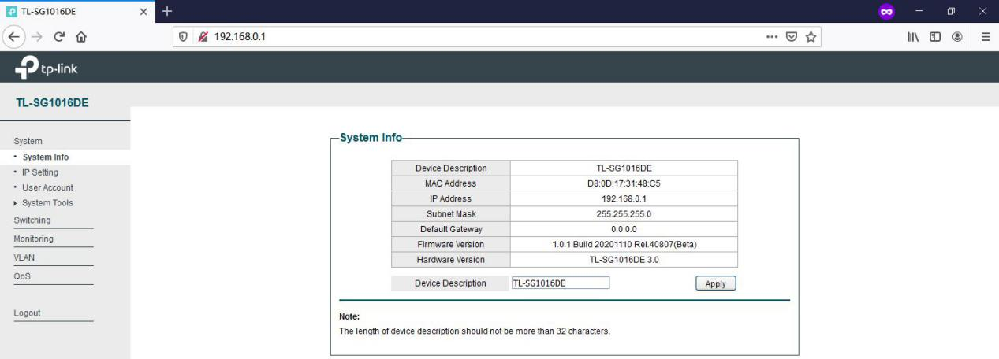 TL-SG1016DE
192.168.0.1
tp-link
TL-SG1016DE
System
System Info
IP Setting
User Account
System Tools
Switching
Monitoring
VLAN
QoS
Logout
System Info
Device Description TL-SG1016DE
MAC Address D8:0D:17:31:48:C5
IP Address 192.168.0.1
Subnet Mask 255.255.255.0
Default Gateway 0.0.0.0
Firmware Version 1.0.1 Build 20201110 Rel.40807(Beta)
Hardware Version TL-SG1016DE 3.0
Device Description TL-SG1016DE Apply
Note:
The length of device description should not be more than 32 characters.